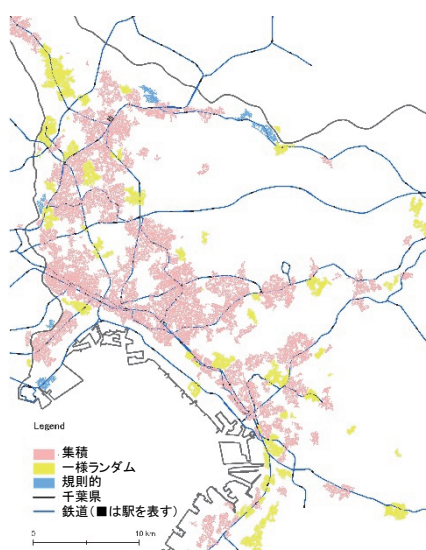 Legend
集積
一様ランダム
規則的
千葉県
鉄道(■は駅を表す)
0 10 km